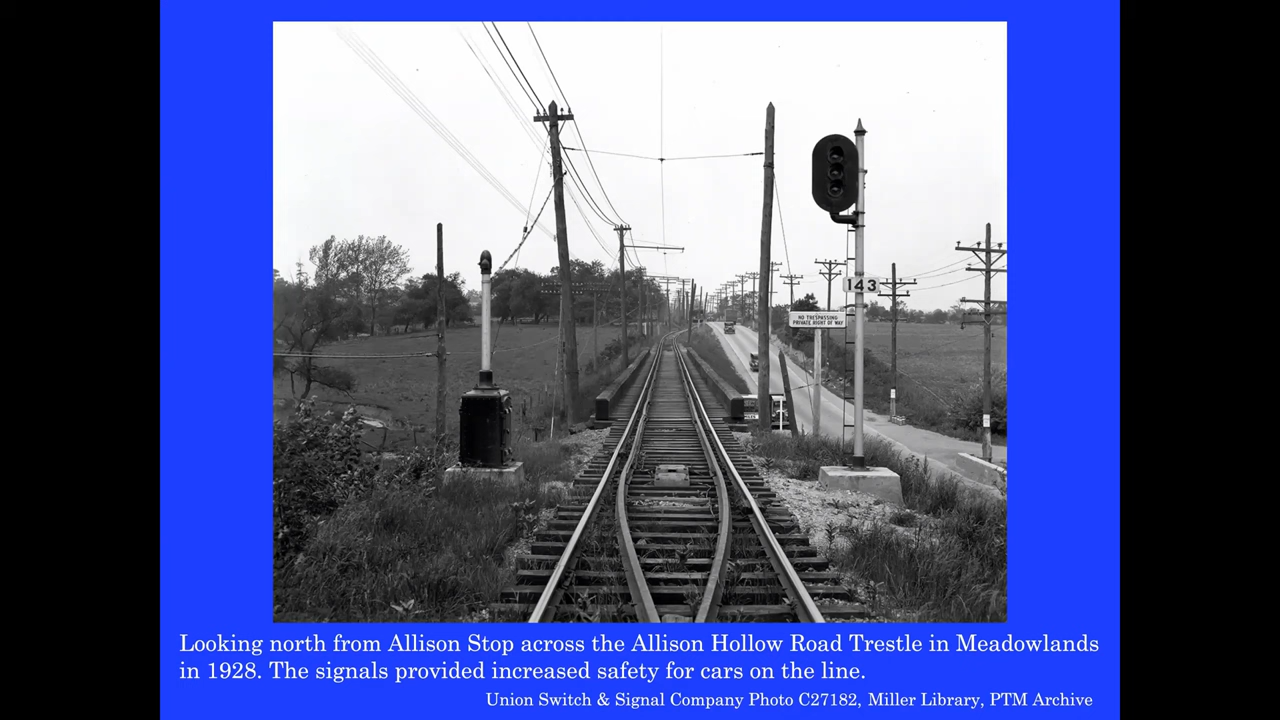 143
NO TRESPASSING
PRIVATE RIGHT OF WAY
Looking north from Allison Stop across the Allison Hollow Road Trestle in Meadowlands
in 1928. The signals provided increased safety for cars on the line.
Union Switch & Signal Company Photo C27182, Miller Library, PTM Archive